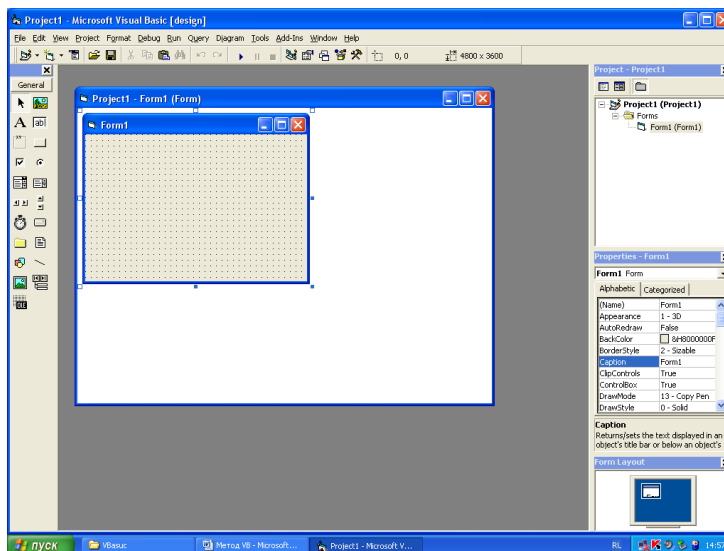 Project1 - Microsoft Visual Basic [design]
File Edit View Project Format Debug Run Query Diagram Tools Add-Ins Window Help
0, 0 4800 x 3600
General
A ab|
Project1 - Form1 (Form)
Form1
Project - Project1
Project1 (Project1)
Forms
Form1 (Form1)
Properties - Form1
Form1 Form
Alphabetic Categorized
(Name) Form1
Appearance 1 - 3D
AutoRedraw False
BackColor &H8000000F
BorderStyle 2 - Sizable
Caption Form1
ClipControls True
ControlBox True
DrawMode 13 - Copy Pen
DrawStyle 0 - Solid
Caption
Returns/sets the text displayed in an
object's title bar or below an object's
Form Layout
OLE
пуск VBasuc Метод VB - Microsoft... Project1 - Microsoft V... RL 14:5